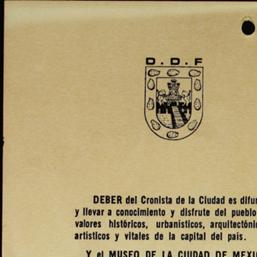 D. D. F
DEBER del Cronista de la Ciudad es difun
y llevar a conocimiento y disfrute del pueblo
valores históricos, urbanísticos, arquitectóni
artísticos y vitales de la capital del país.
Y el MUSEO DE LA CIUDAD DE MEXIC